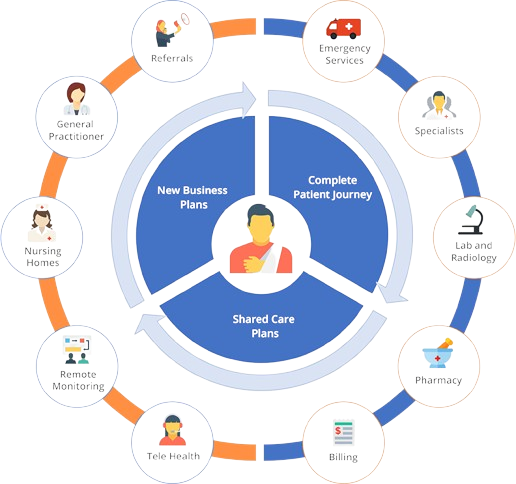 Referrals
Emergency
Services
General
Practitioner
Specialists
New Business
Plans
Complete
Patient Journey
Nursing
Homes
Lab and
Radiology
Shared Care
Plans
Remote
Monitoring
Pharmacy
Tele Health
Billing